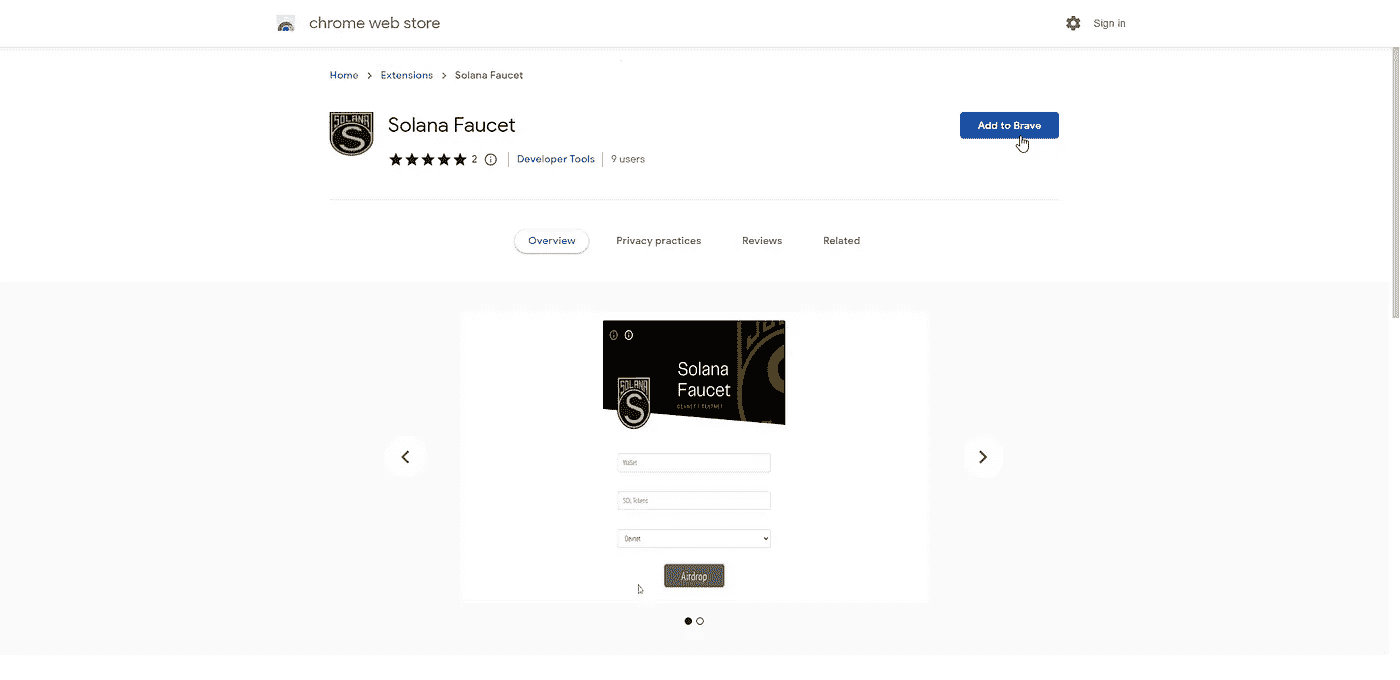 chrome web store
Sign in
Home > Extensions > Solana Faucet
SOLANA
S
Solana Faucet
Add to Brave
2
Developer Tools
9 users
Overview
Privacy practices
Reviews
Related
Solana
Faucet
SOLANA
S
Wallet
SOL Tokens
Devnet
Airdrop